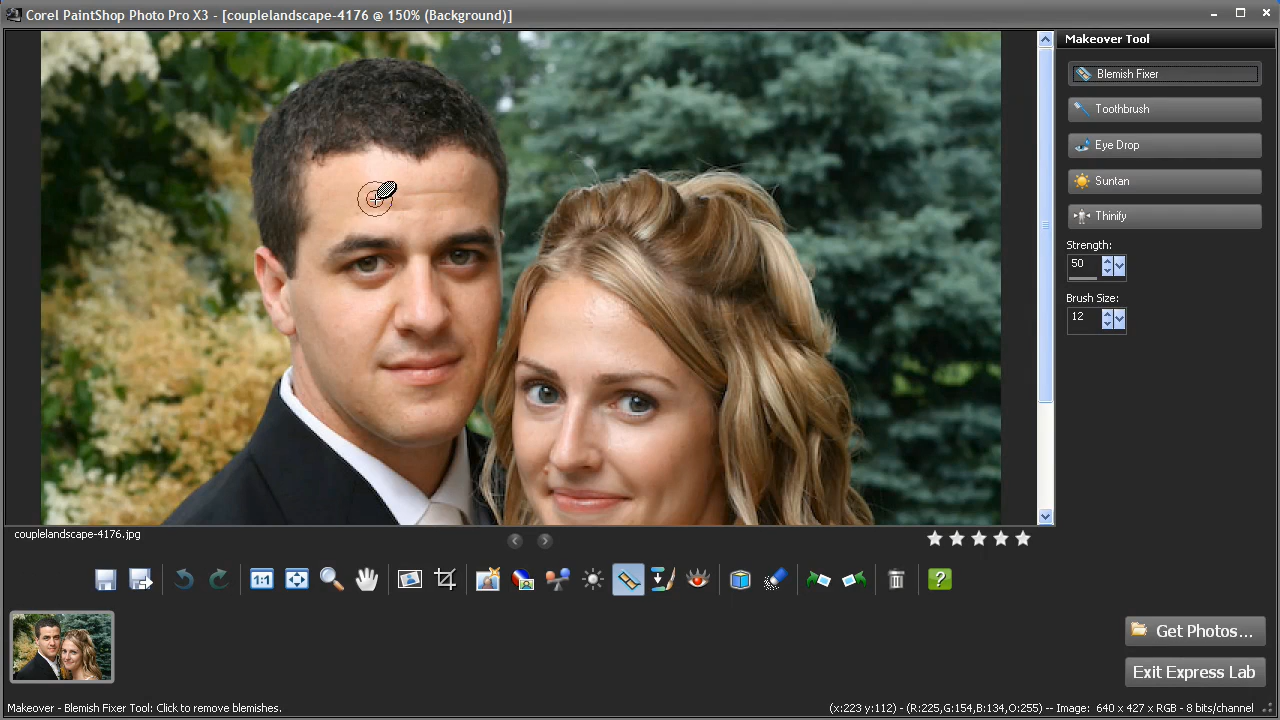 Corel PaintShop Photo Pro X3 - [couplelandscape-4176 @ 150% (Background)]
Makeover Tool
Blemish Fixer
Toothbrush
Eye Drop
Suntan
Thinify
Strength:
50
Brush Size:
12
couplelandscape-4176.jpg
1:1
?
Get Photos...
Exit Express Lab
Makeover - Blemish Fixer Tool: Click to remove blemishes.
(x:223 y:112) - (R:225,G:154,B:134,O:255) -- Image: 640 x 427 x RGB - 8 bits/channel